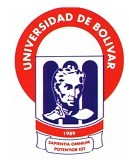 UNIVERSIDAD DE BOLIVAR
1989
SAPIENTIA OMNIUM
POTENTIOR EST